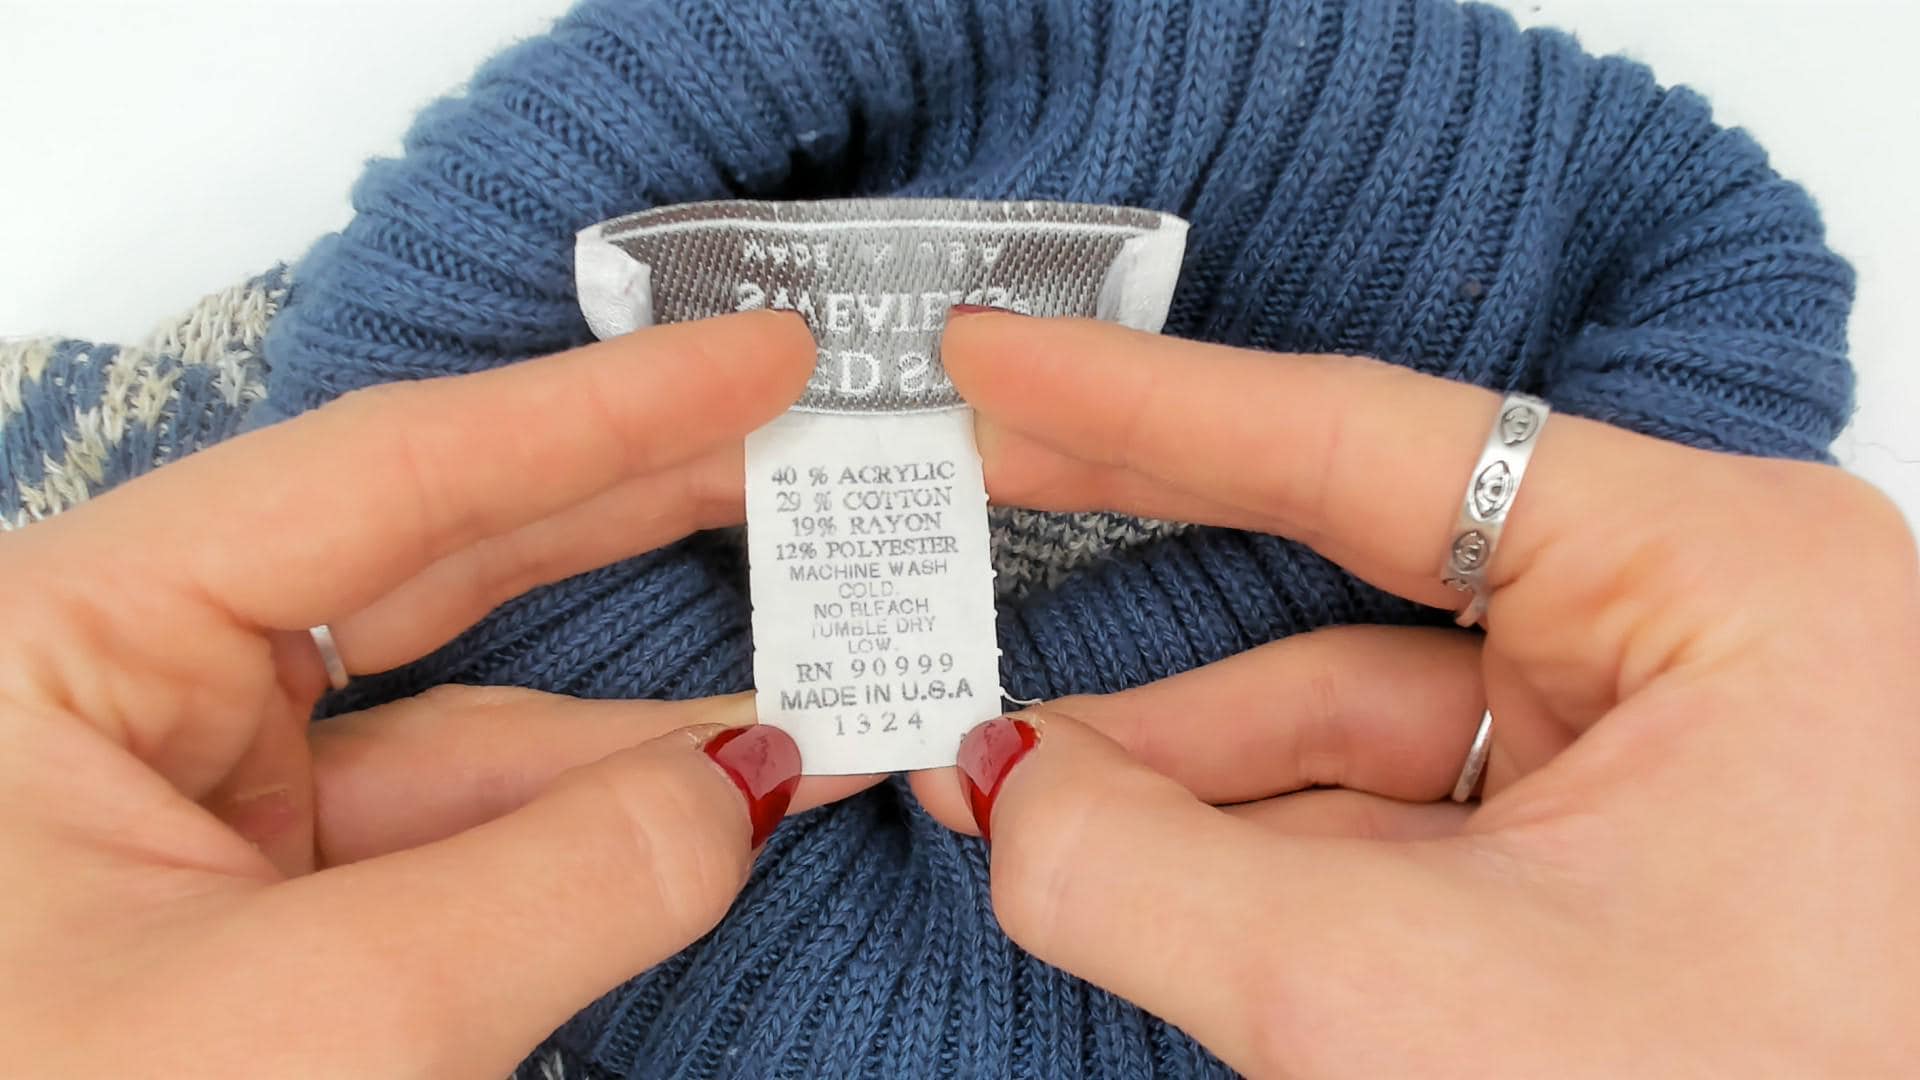 SWEATERS
40 % ACRYLIC
29 % COTTON
19% RAYON
12% POLYESTER
MACHINE WASH
COLD.
NO BLEACH
TUMBLE DRY
LOW.
RN 90999
MADE IN U.S.A
1324